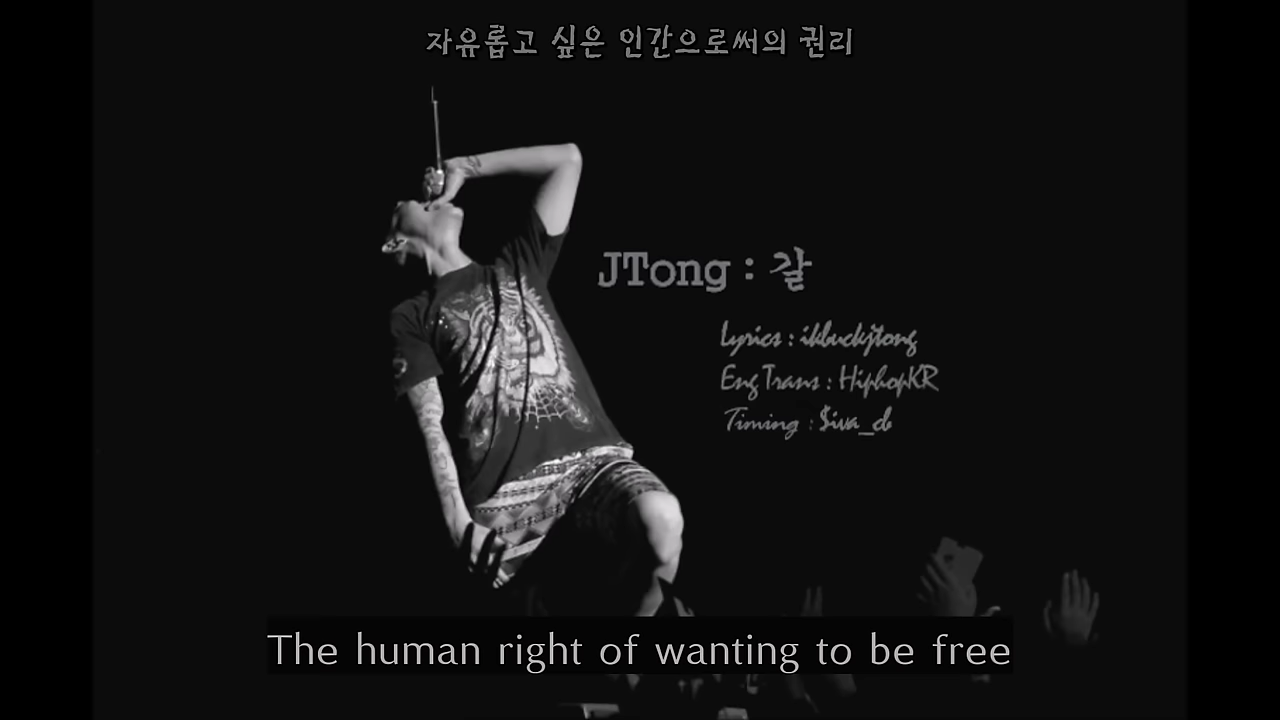 자유롭고 싶은 인간으로써의 권리
JTong : 갈
Lyrics : ikbuckjtong
Eng Trans : HiphopKR
Timing : $iva_d
The human right of wanting to be free